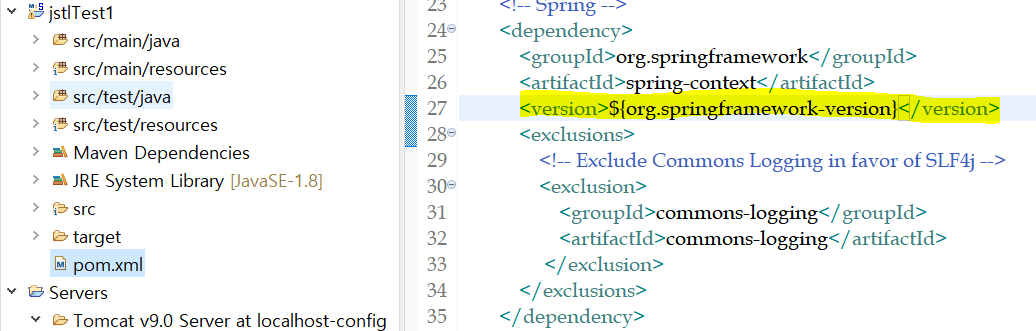 jstlTest1
src/main/java
src/main/resources
src/test/java
src/test/resources
Maven Dependencies
JRE System Library [JavaSE-1.8]
src
target
pom.xml
Servers
Tomcat v9.0 Server at localhost-config
23 <!-- Spring -->
24 <dependency>
25 <groupId>org.springframework</groupId>
26 <artifactId>spring-context</artifactId>
27 <version>${org.springframework-version}</version>
28 <exclusions>
29 <!-- Exclude Commons Logging in favor of SLF4j -->
30 <exclusion>
31 <groupId>commons-logging</groupId>
32 <artifactId>commons-logging</artifactId>
33 </exclusion>
34 </exclusions>
35 </dependency>